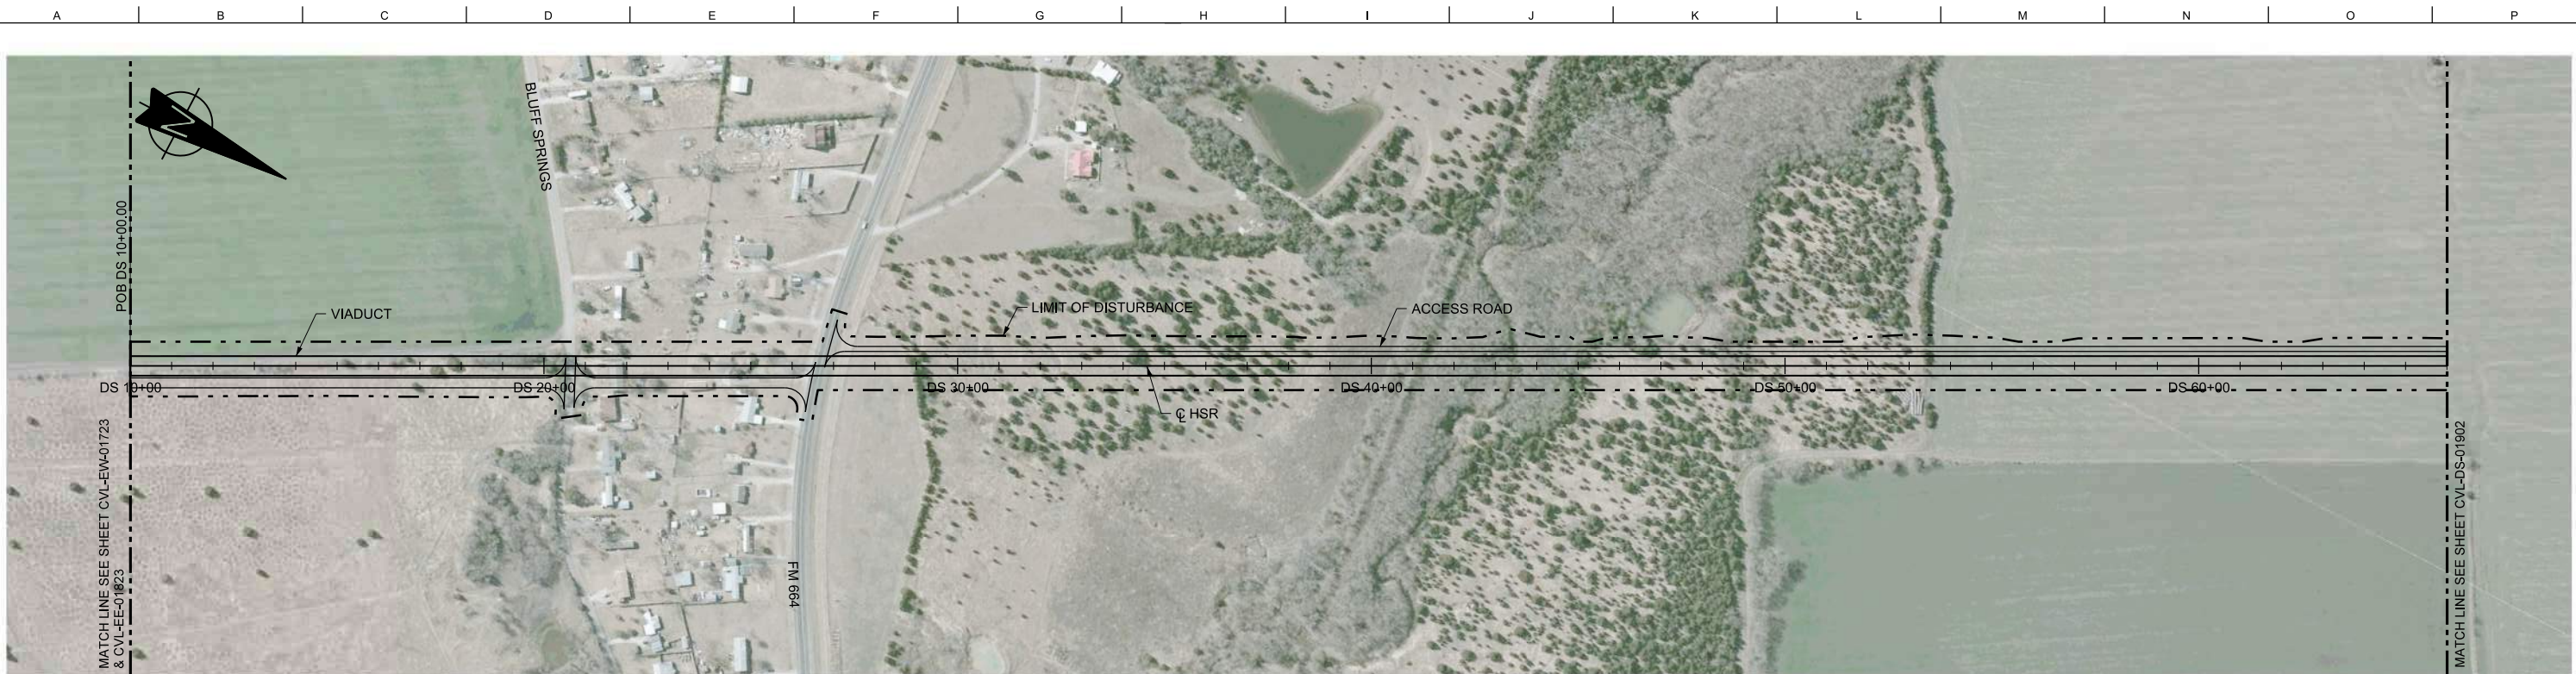 A B C D E F G H I J K L M N O P
BLUFF SPRINGS
POB DS 10+00.00
VIADUCT
LIMIT OF DISTURBANCE
ACCESS ROAD
DS 10+00 DS 20+00 DS 30+00 DS 40+00 DS 50+00 DS 60+00
℄ HSR
MATCH LINE SEE SHEET CVL-EW-01723
& CVL-EE-01823
FM 664
MATCH LINE SEE SHEET CVL-DS-01902